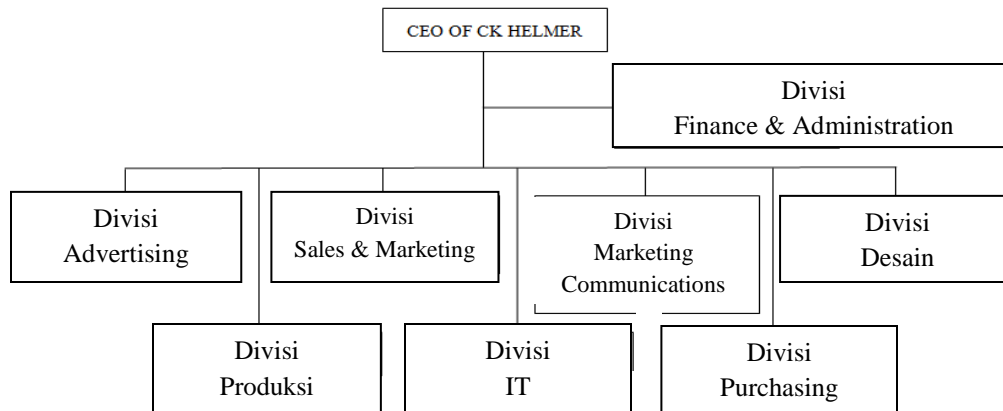 CEO OF CK HELMER
Divisi
Finance & Administration
Divisi
Advertising
Divisi
Sales & Marketing
Divisi
Marketing
Communications
Divisi
Desain
Divisi
Produksi
Divisi
IT
Divisi
Purchasing